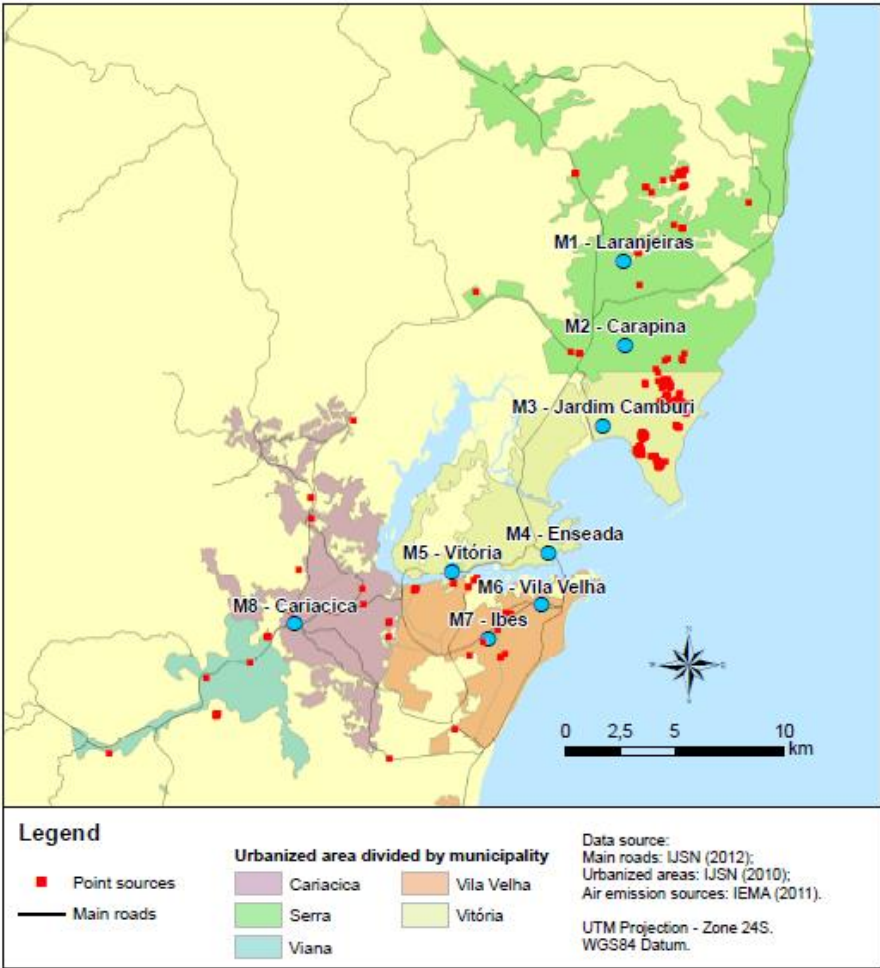 M1 - Laranjeiras
M2 - Carapina
M3 - Jardim Camburi
M4 - Enseada
M5 - Vitória
M6 - Vila Velha
M7 - Ibes
M8 - Cariacica
N
W
E
S
0 2,5 5 10
km
Legend
Point sources
Main roads
Urbanized area divided by municipality
Cariacica
Serra
Viana
Vila Velha
Vitória
Data source:
Main roads: IJSN (2012);
Urbanized areas: IJSN (2010);
Air emission sources: IEMA (2011).
UTM Projection - Zone 24S.
WGS84 Datum.